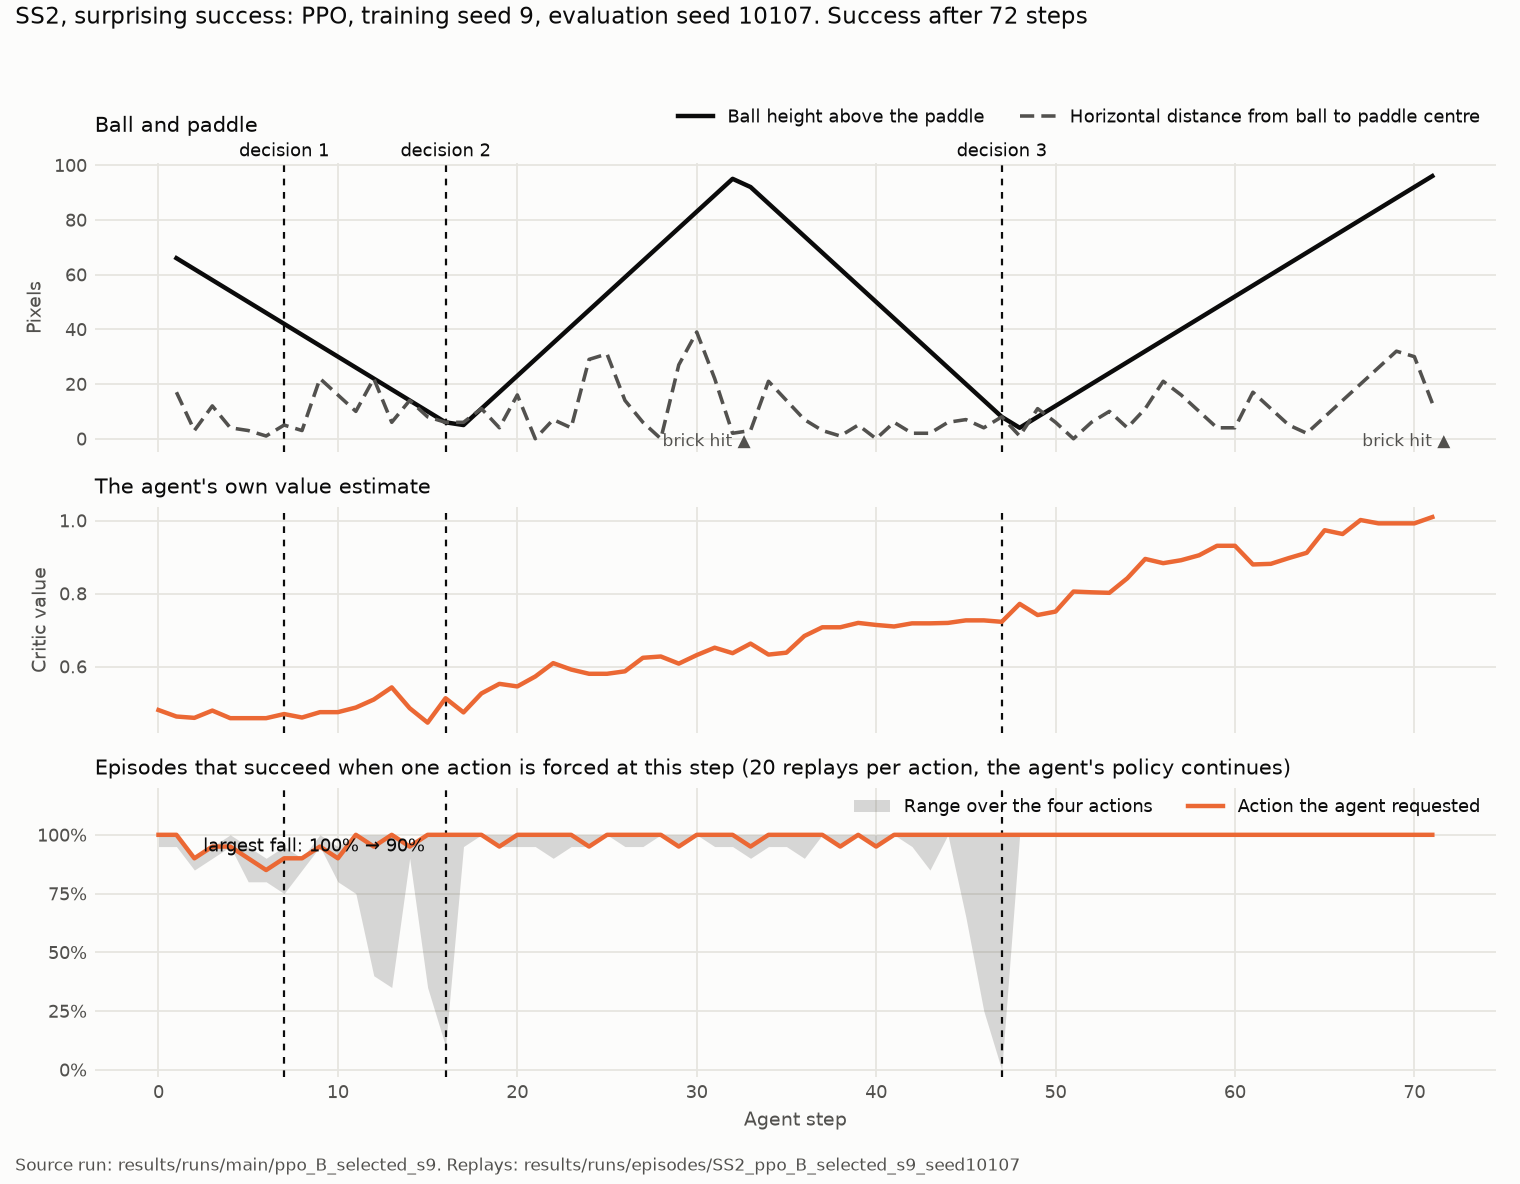 SS2, surprising success: PPO, training seed 9, evaluation seed 10107. Success after 72 steps
Ball height above the paddle
Horizontal distance from ball to paddle centre
Ball and paddle
decision 1
decision 2
decision 3
100
80
60
40
20
0
Pixels
brick hit ▲
brick hit ▲
The agent's own value estimate
1.0
0.8
0.6
Critic value
Episodes that succeed when one action is forced at this step (20 replays per action, the agent's policy continues)
Range over the four actions
Action the agent requested
largest fall: 100% → 90%
100%
75%
50%
25%
0%
0
10
20
30
40
50
60
70
Agent step
Source run: results/runs/main/ppo_B_selected_s9. Replays: results/runs/episodes/SS2_ppo_B_selected_s9_seed10107